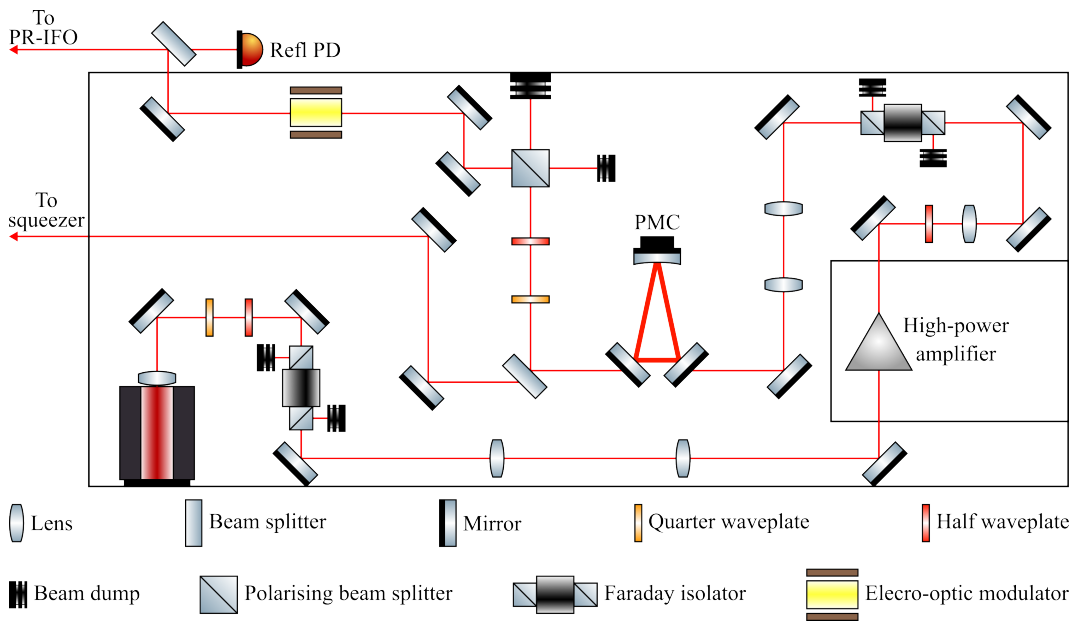 To
PR-IFO
Refl PD
To
squeezer
PMC
High-power
amplifier
Lens
Beam splitter
Mirror
Quarter waveplate
Half waveplate
Beam dump
Polarising beam splitter
Faraday isolator
Elecro-optic modulator